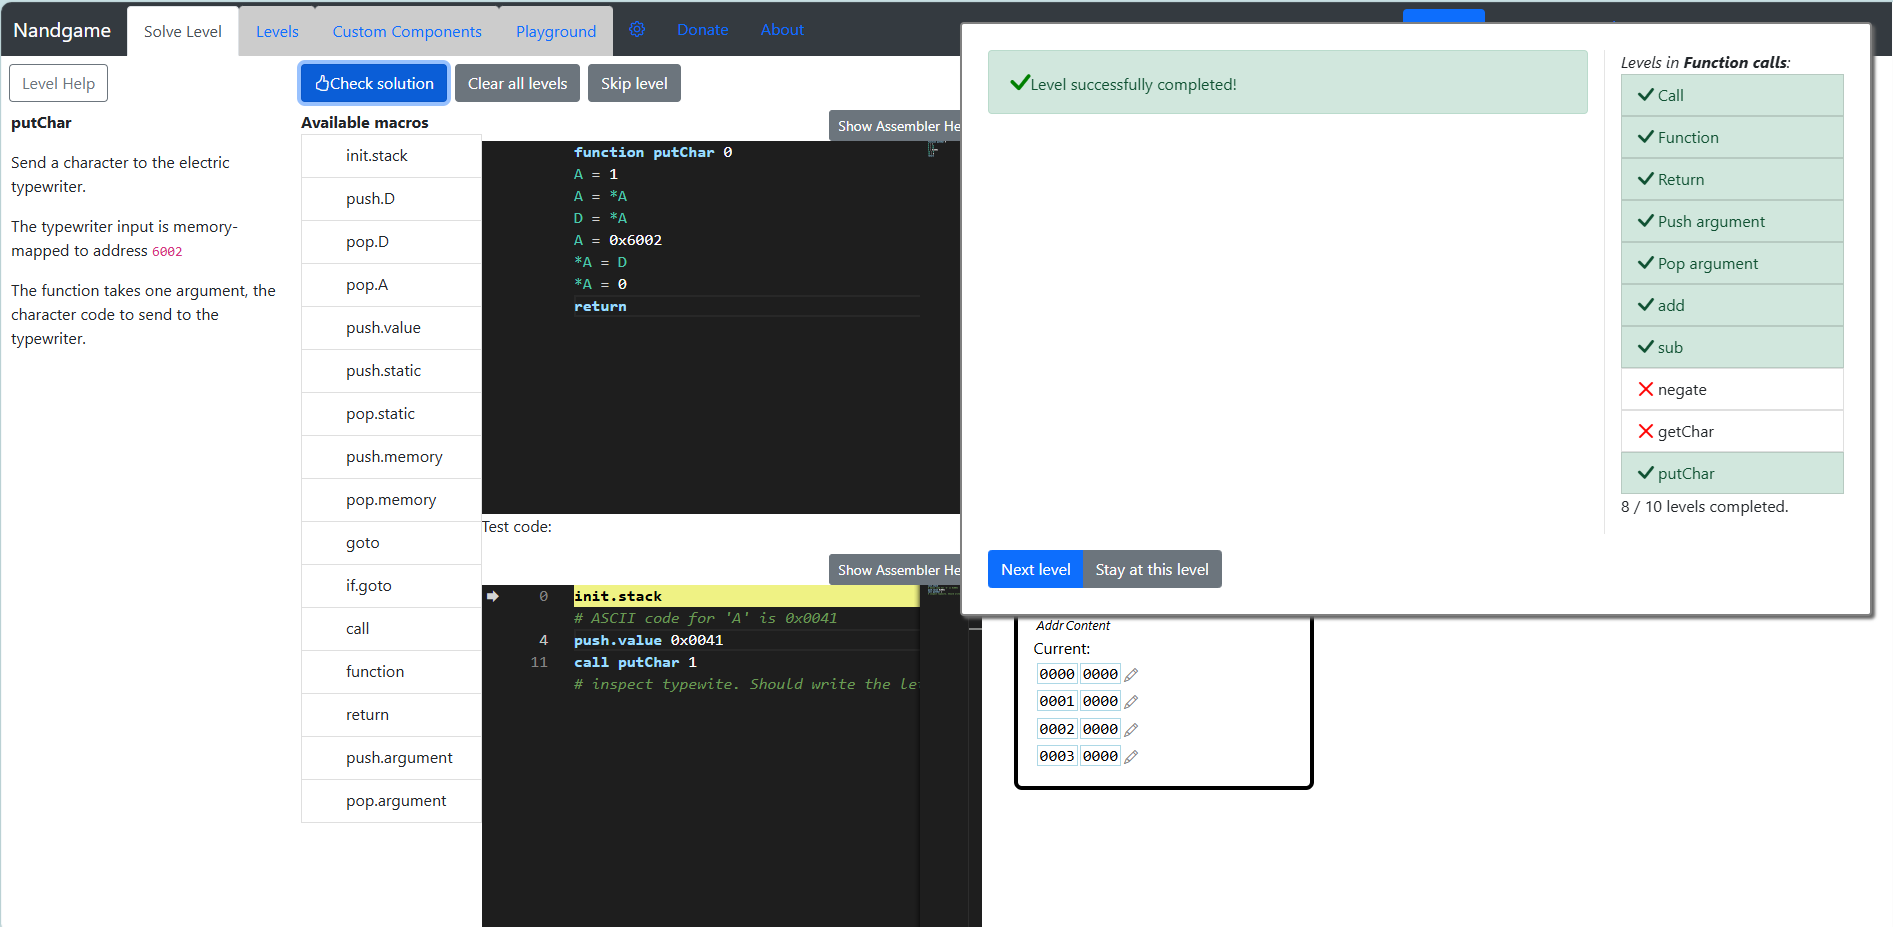 Nandgame
Solve Level
Levels
Custom Components
Playground
Donate
About
Level Help
Check solution
Clear all levels
Skip level
putChar
Send a character to the electric
typewriter.
The typewriter input is memory-
mapped to address 6002
The function takes one argument, the
character code to send to the
typewriter.
Available macros
init.stack
push.D
pop.D
pop.A
push.value
push.static
pop.static
push.memory
pop.memory
goto
if.goto
call
function
return
push.argument
pop.argument
Show Assembler He
function putChar 0
A = 1
A = *A
D = *A
A = 0x6002
*A = D
*A = 0
return
Test code:
Show Assembler He
0 init.stack
# ASCII code for 'A' is 0x0041
4 push.value 0x0041
11 call putChar 1
# inspect typewite. Should write the le
Level successfully completed!
Next level
Stay at this level
Levels in Function calls:
Call
Function
Return
Push argument
Pop argument
add
sub
negate
getChar
putChar
8 / 10 levels completed.
Addr Content
Current:
0000 0000
0001 0000
0002 0000
0003 0000